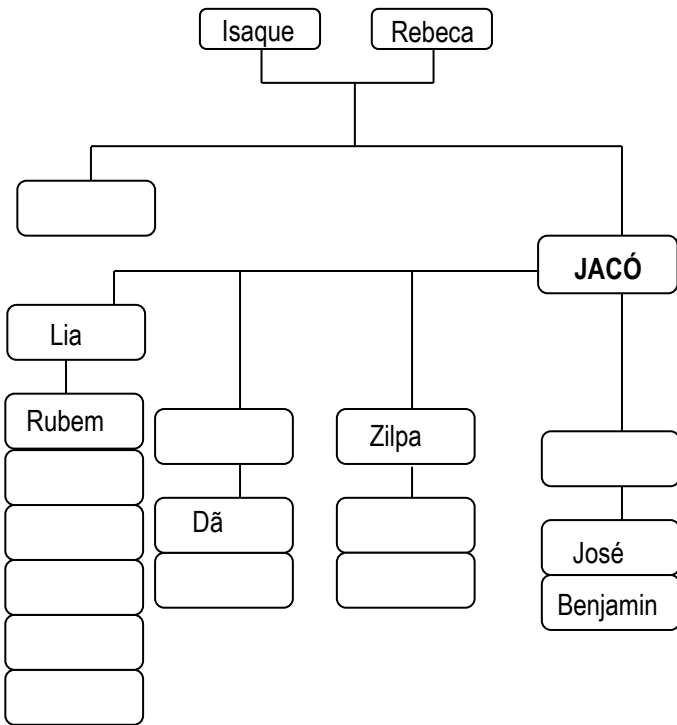 Isaque
Rebeca
JACÓ
Lia
Rubem
Zilpa
Dã
José
Benjamin